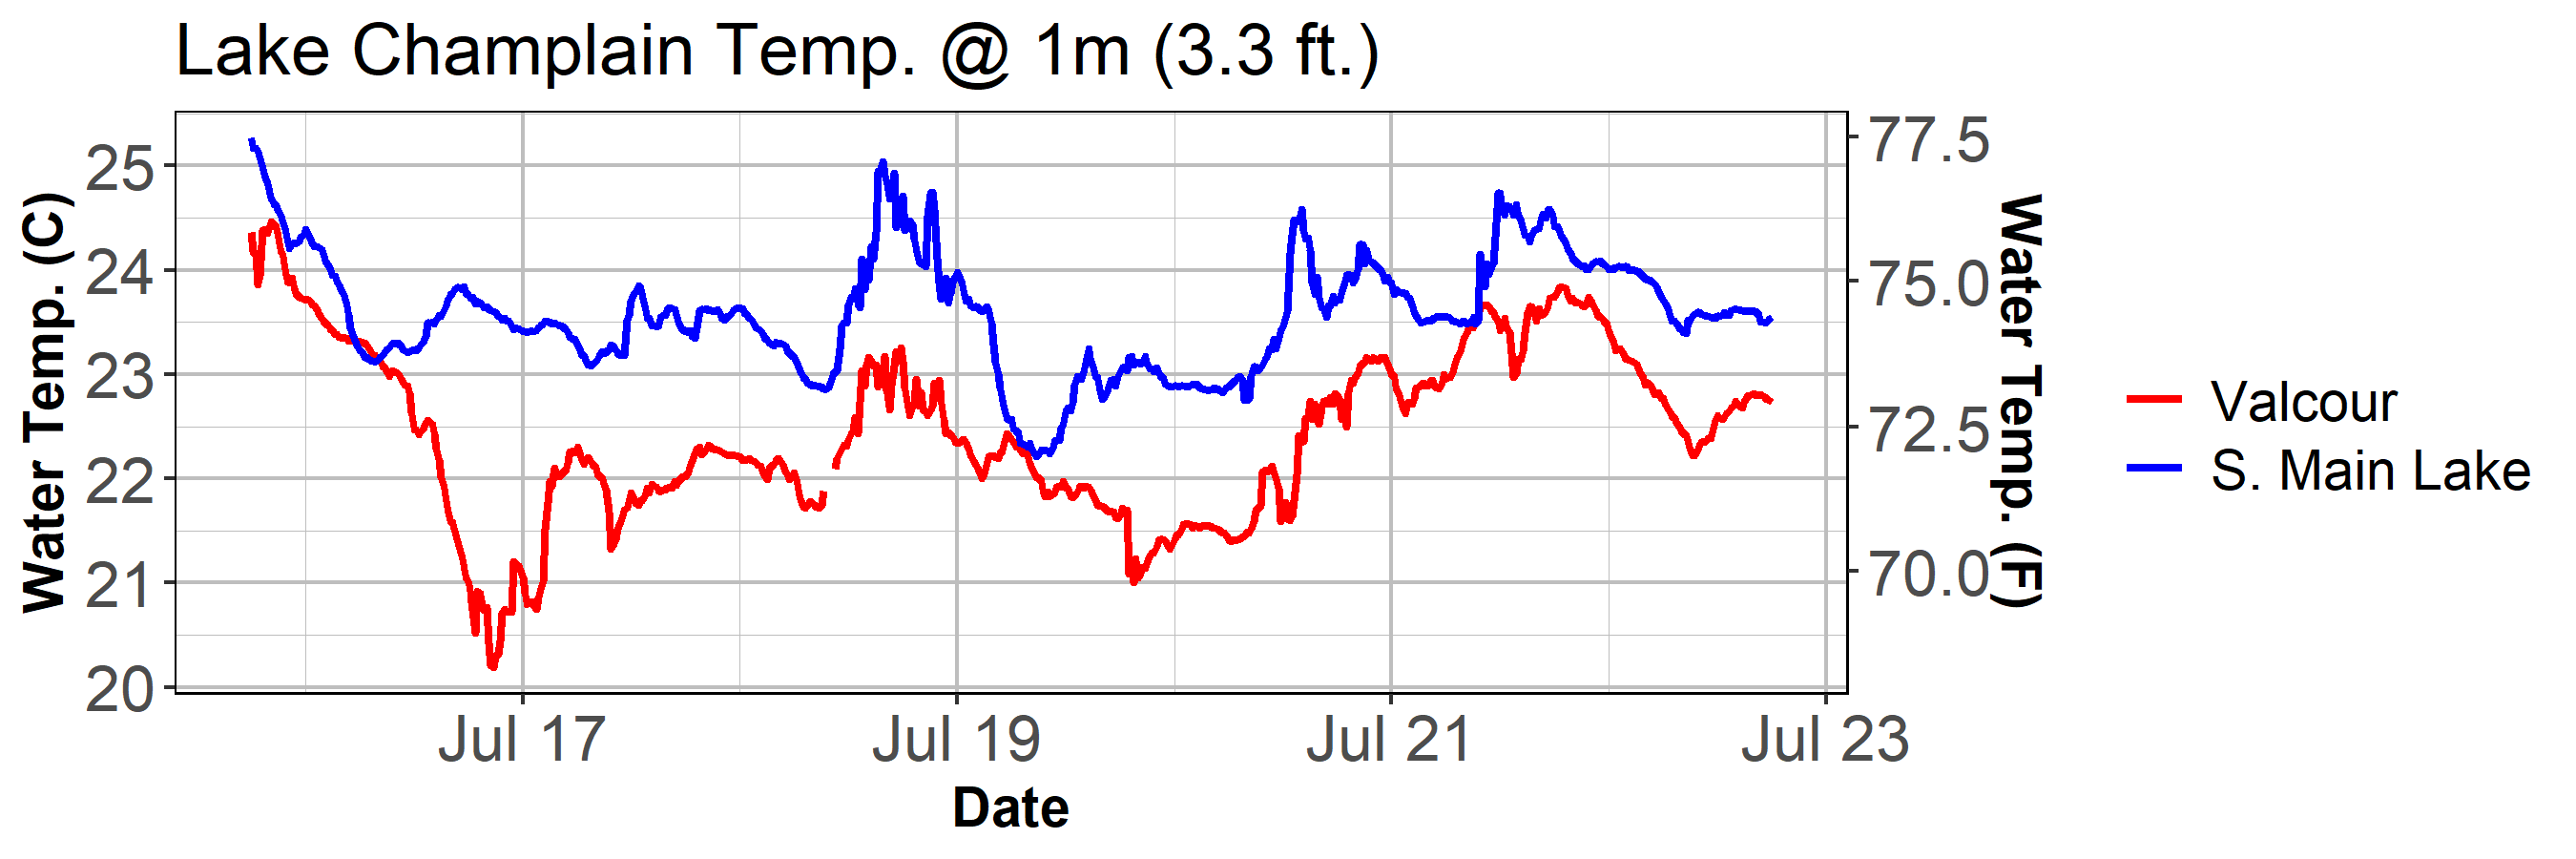 Lake Champlain Temp. @ 1m (3.3 ft.)
Water Temp. (C)
25
24
23
22
21
20
77.5
75.0
72.5
70.0
Water Temp. (F)
Jul 17
Jul 19
Jul 21
Jul 23
Date
Valcour
S. Main Lake